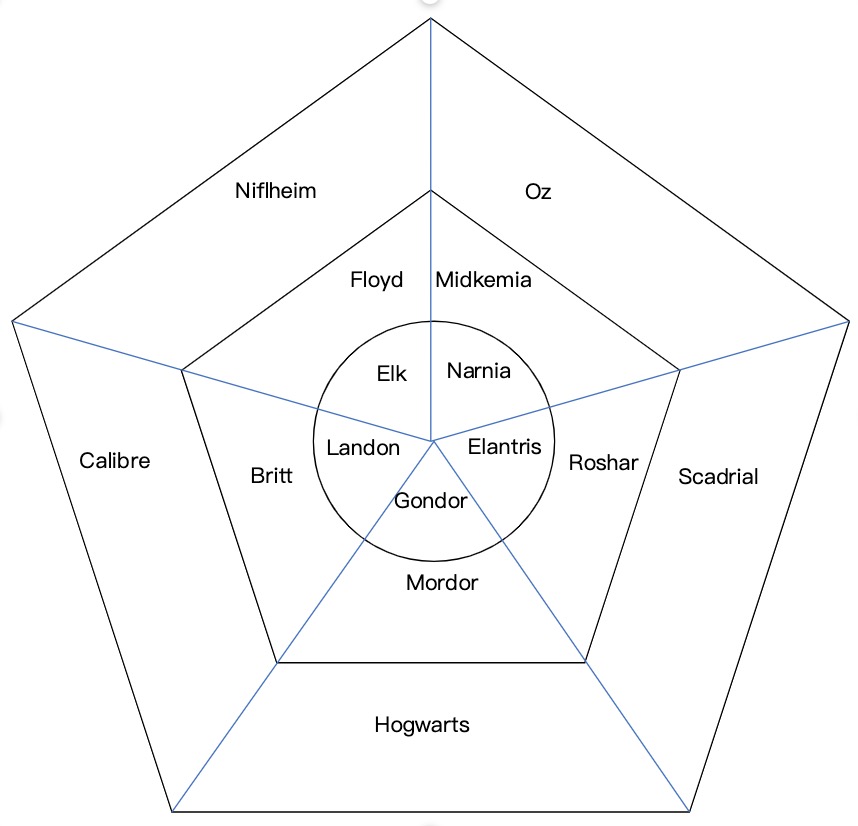 Niflheim
Oz
Floyd
Midkemia
Elk
Narnia
Calibre
Britt
Landon
Elantris
Roshar
Scadrial
Gondor
Mordor
Hogwarts